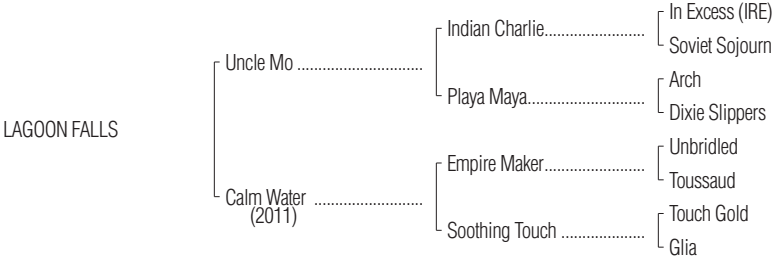 In Excess (IRE)
Indian Charlie.........................
Soviet Sojourn
Uncle Mo ...............................
Arch
Playa Maya.............................
Dixie Slippers
LAGOON FALLS
Unbridled
Empire Maker.........................
Toussaud
Calm Water ...........................
(2011)
Touch Gold
Soothing Touch .....................
Glia